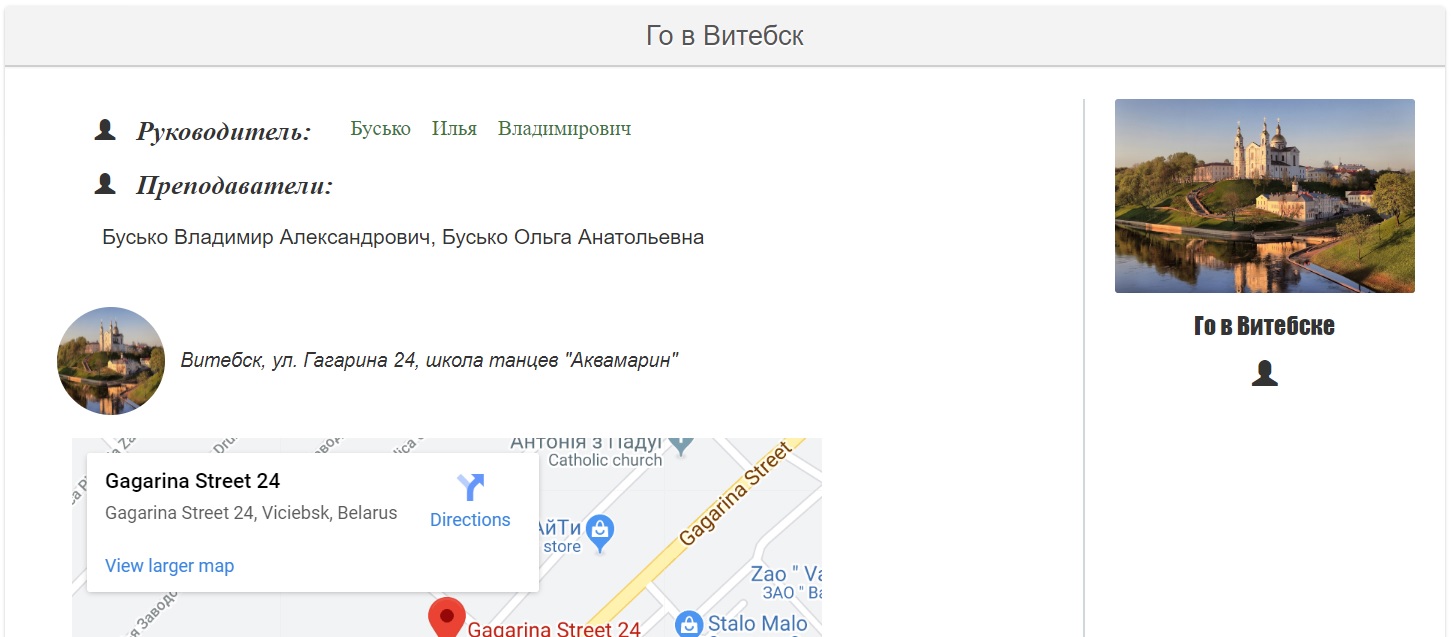 Го в Витебск
Руководитель: Бусько Илья Владимирович
Преподаватели:
Бусько Владимир Александрович, Бусько Ольга Анатольевна
Го в Витебске
Витебск, ул. Гагарина 24, школа танцев "Аквамарин"
Gagarina Street 24
Gagarina Street 24, Viciebsk, Belarus
Directions
View larger map
Антонія з Падуі
Catholic church
Gagarina Street
АйТи
store
Zao " Va
ЗАО " Ва
Stalo Malo
Gagarina Street 24
Заводс